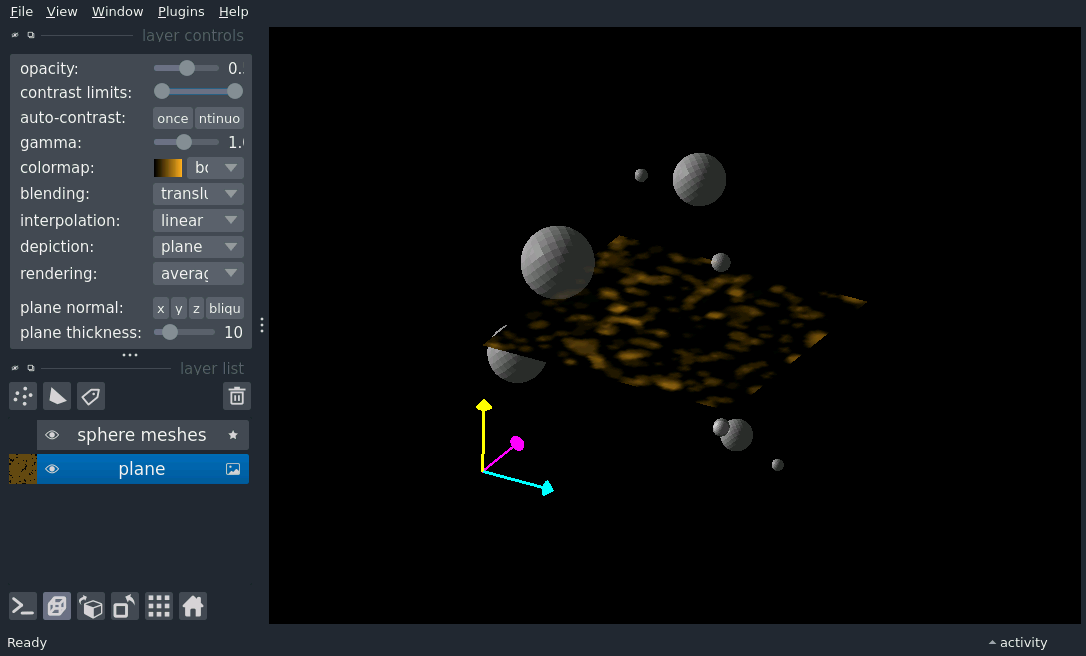 File View Window Plugins Help
layer controls
opacity: 0.
contrast limits:
auto-contrast: once ntinuo
gamma: 1.
colormap: bo
blending: translu
interpolation: linear
depiction: plane
rendering: averag
plane normal: x y z bliqu
plane thickness: 10
layer list
sphere meshes
plane
Ready
activity